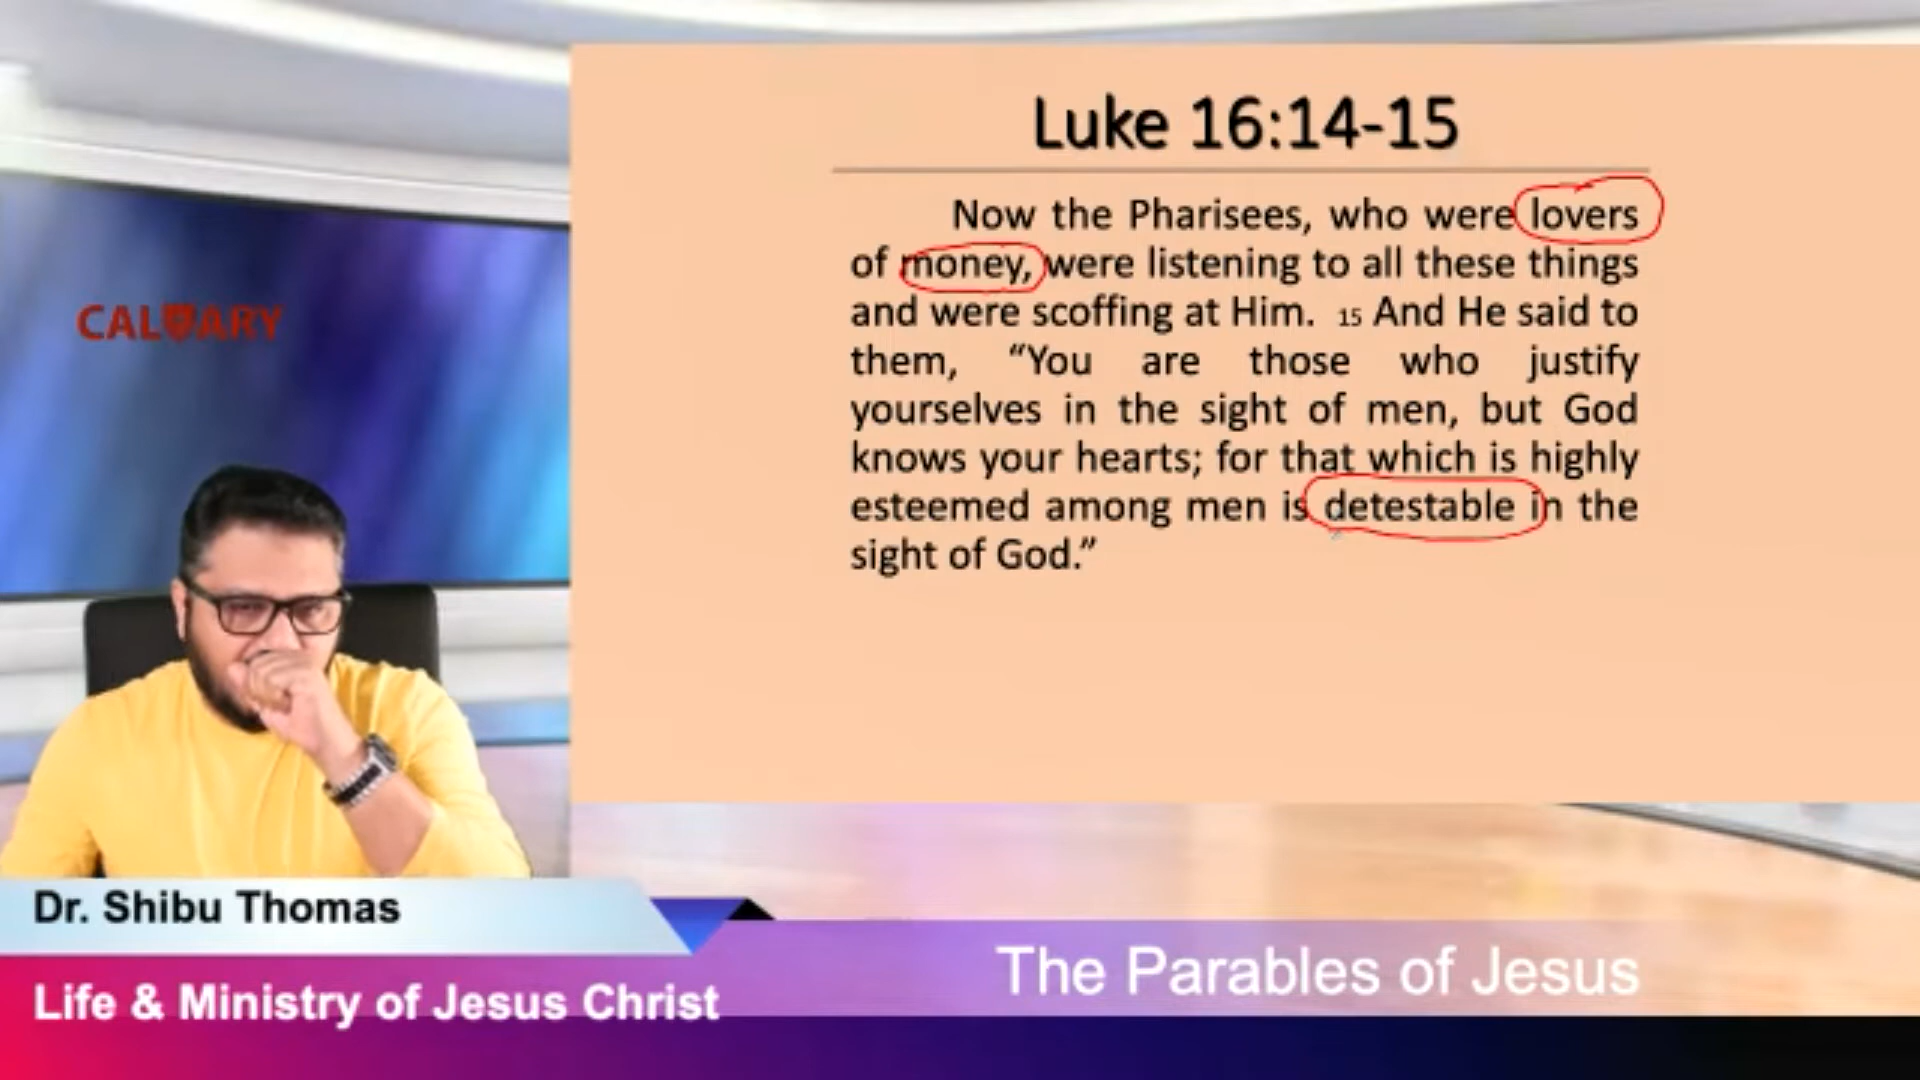 Luke 16:14-15
Now the Pharisees, who were lovers
of money, were listening to all these things
and were scoffing at Him. 15 And He said to
them, “You are those who justify
yourselves in the sight of men, but God
knows your hearts; for that which is highly
esteemed among men is detestable in the
sight of God.”
CALVARY
Dr. Shibu Thomas
Life & Ministry of Jesus Christ
The Parables of Jesus